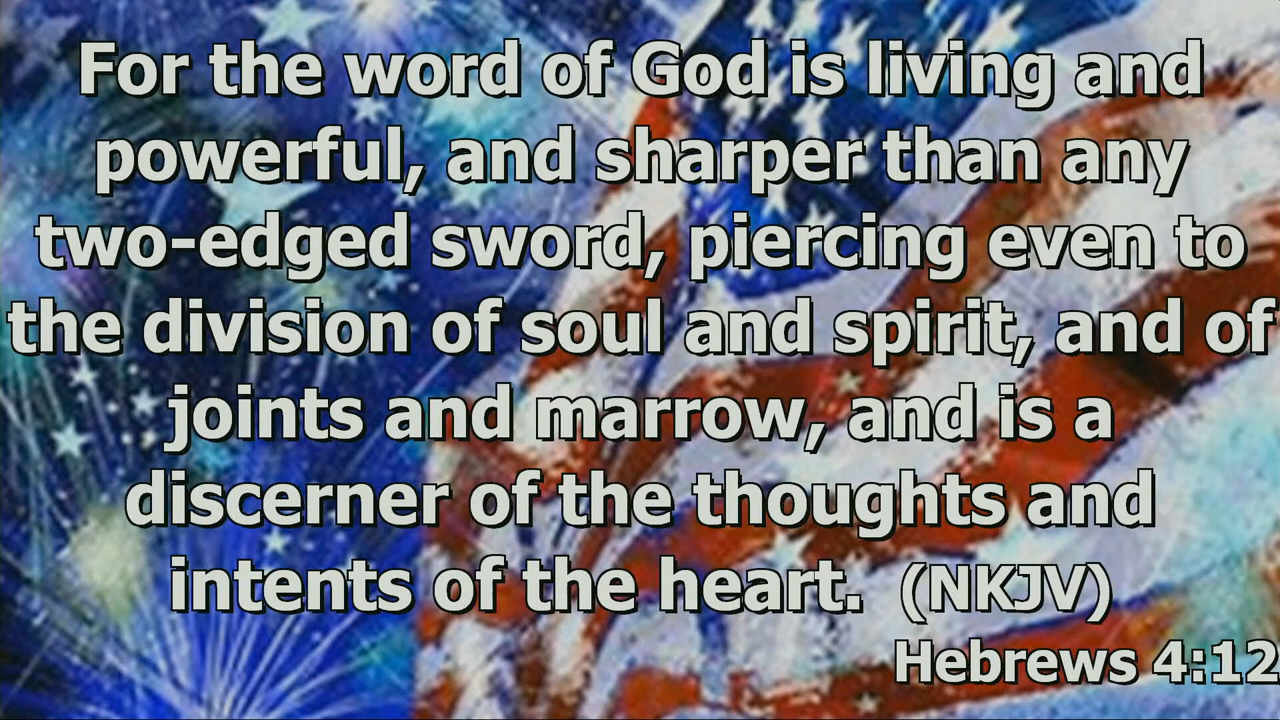 For the word of God is living and
powerful, and sharper than any
two-edged sword, piercing even to
the division of soul and spirit, and of
joints and marrow, and is a
discerner of the thoughts and
intents of the heart. (NKJV)
Hebrews 4:12